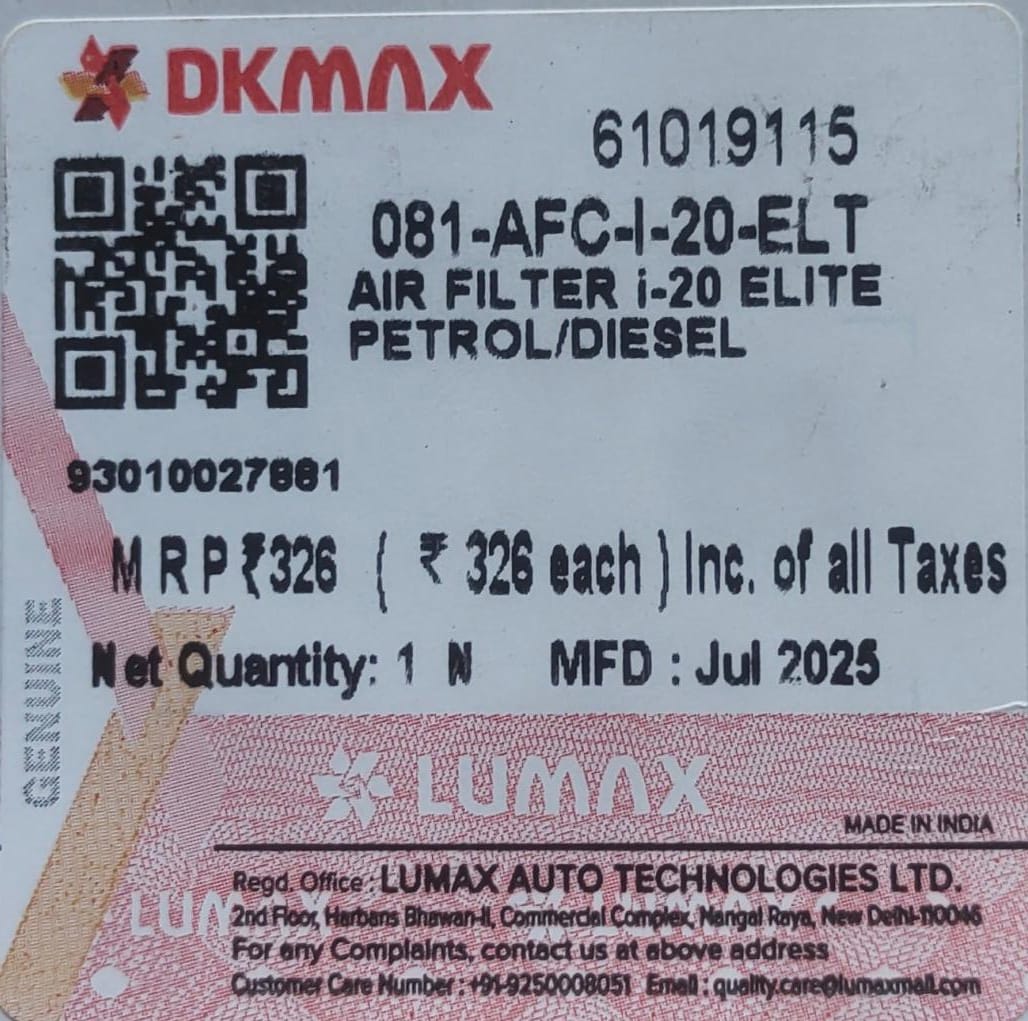 DKMAX
61019115
081-AFC-I-20-ELT
AIR FILTER i-20 ELITE
PETROL/DIESEL
93010027881
M R P ₹326 ( ₹ 326 each ) Inc. of all Taxes
Net Quantity: 1 N MFD : Jul 2025
GENUINE
LUMAX
MADE IN INDIA
Regd. Office : LUMAX AUTO TECHNOLOGIES LTD.
2nd Floor, Harbans Bhawan-II, Commercial Complex, Nangal Raya, New Delhi-110046
For any Complaints, contact us at above address
Customer Care Number : +91-9250008051 Email : quality.care@lumaxmail.com